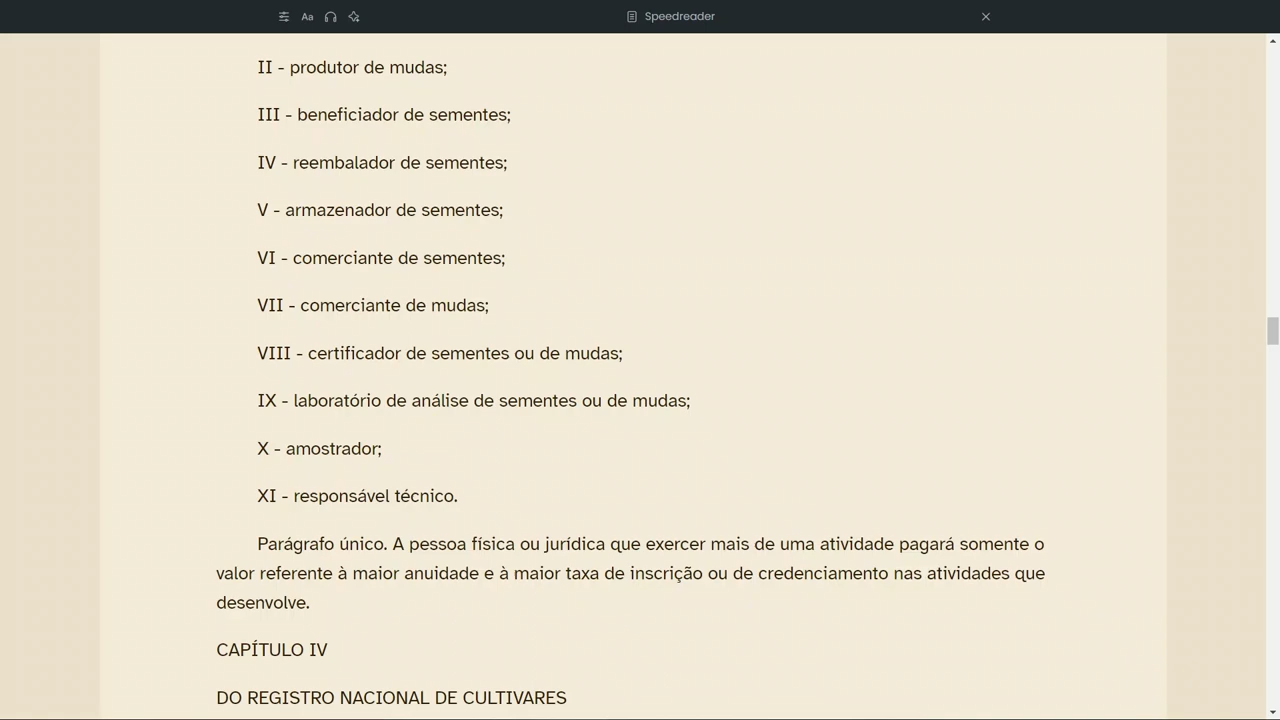 Aa
Speedreader
II - produtor de mudas;
III - beneficiador de sementes;
IV - reembalador de sementes;
V - armazenador de sementes;
VI - comerciante de sementes;
VII - comerciante de mudas;
VIII - certificador de sementes ou de mudas;
IX - laboratório de análise de sementes ou de mudas;
X - amostrador;
XI - responsável técnico.
Parágrafo único. A pessoa física ou jurídica que exercer mais de uma atividade pagará somente o
valor referente à maior anuidade e à maior taxa de inscrição ou de credenciamento nas atividades que
desenvolve.
CAPÍTULO IV
DO REGISTRO NACIONAL DE CULTIVARES